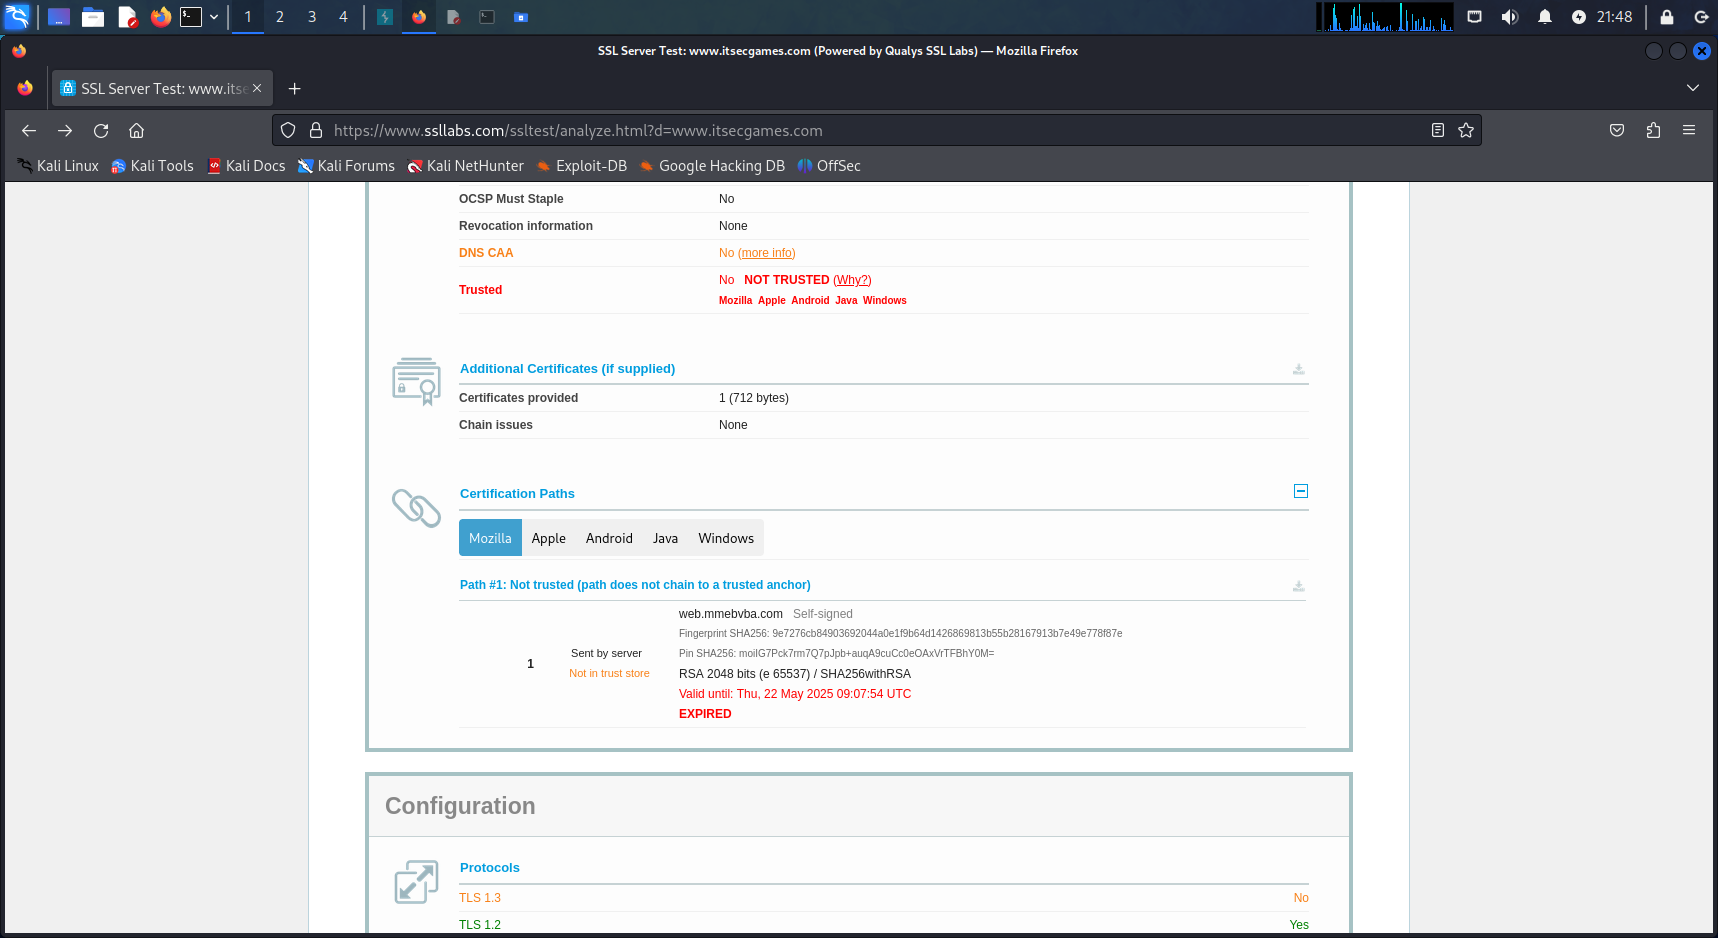 1 2 3 4 21:48
SSL Server Test: www.itsecgames.com (Powered by Qualys SSL Labs) — Mozilla Firefox
SSL Server Test: www.itse
https://www.ssllabs.com/ssltest/analyze.html?d=www.itsecgames.com
Kali Linux Kali Tools Kali Docs Kali Forums Kali NetHunter Exploit-DB Google Hacking DB OffSec
OCSP Must Staple No
Revocation information None
DNS CAA No (more info)
Trusted No NOT TRUSTED (Why?)
Mozilla Apple Android Java Windows
Additional Certificates (if supplied)
Certificates provided 1 (712 bytes)
Chain issues None
Certification Paths
Mozilla Apple Android Java Windows
Path #1: Not trusted (path does not chain to a trusted anchor)
web.mmebvba.com Self-signed
Fingerprint SHA256: 9e7276cb84903692044a0e1f9b64d1426869813b55b28167913b7e49e778f87e
1 Sent by server Pin SHA256: moiIG7Pck7rm7Q7pJpb+auqA9cuCc0eOAxVrTFBhY0M=
Not in trust store RSA 2048 bits (e 65537) / SHA256withRSA
Valid until: Thu, 22 May 2025 09:07:54 UTC
EXPIRED
Configuration
Protocols
TLS 1.3 No
TLS 1.2 Yes